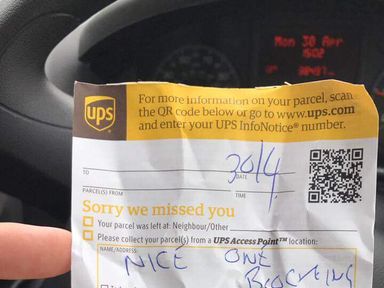 Mon 30 Apr
ups
For more information on your parcel, scan
the QR code below or go to www.ups.com
and enter your UPS InfoNotice® number.
TO
30/4
DATE
PARCEL(S) FROM
TIME
Sorry we missed you
Your parcel was left at: Neighbour/Other
Please collect your parcel(s) from a UPS Access Point™ location:
NAME/ADDRESS:
NICE ONE
BLOCKING